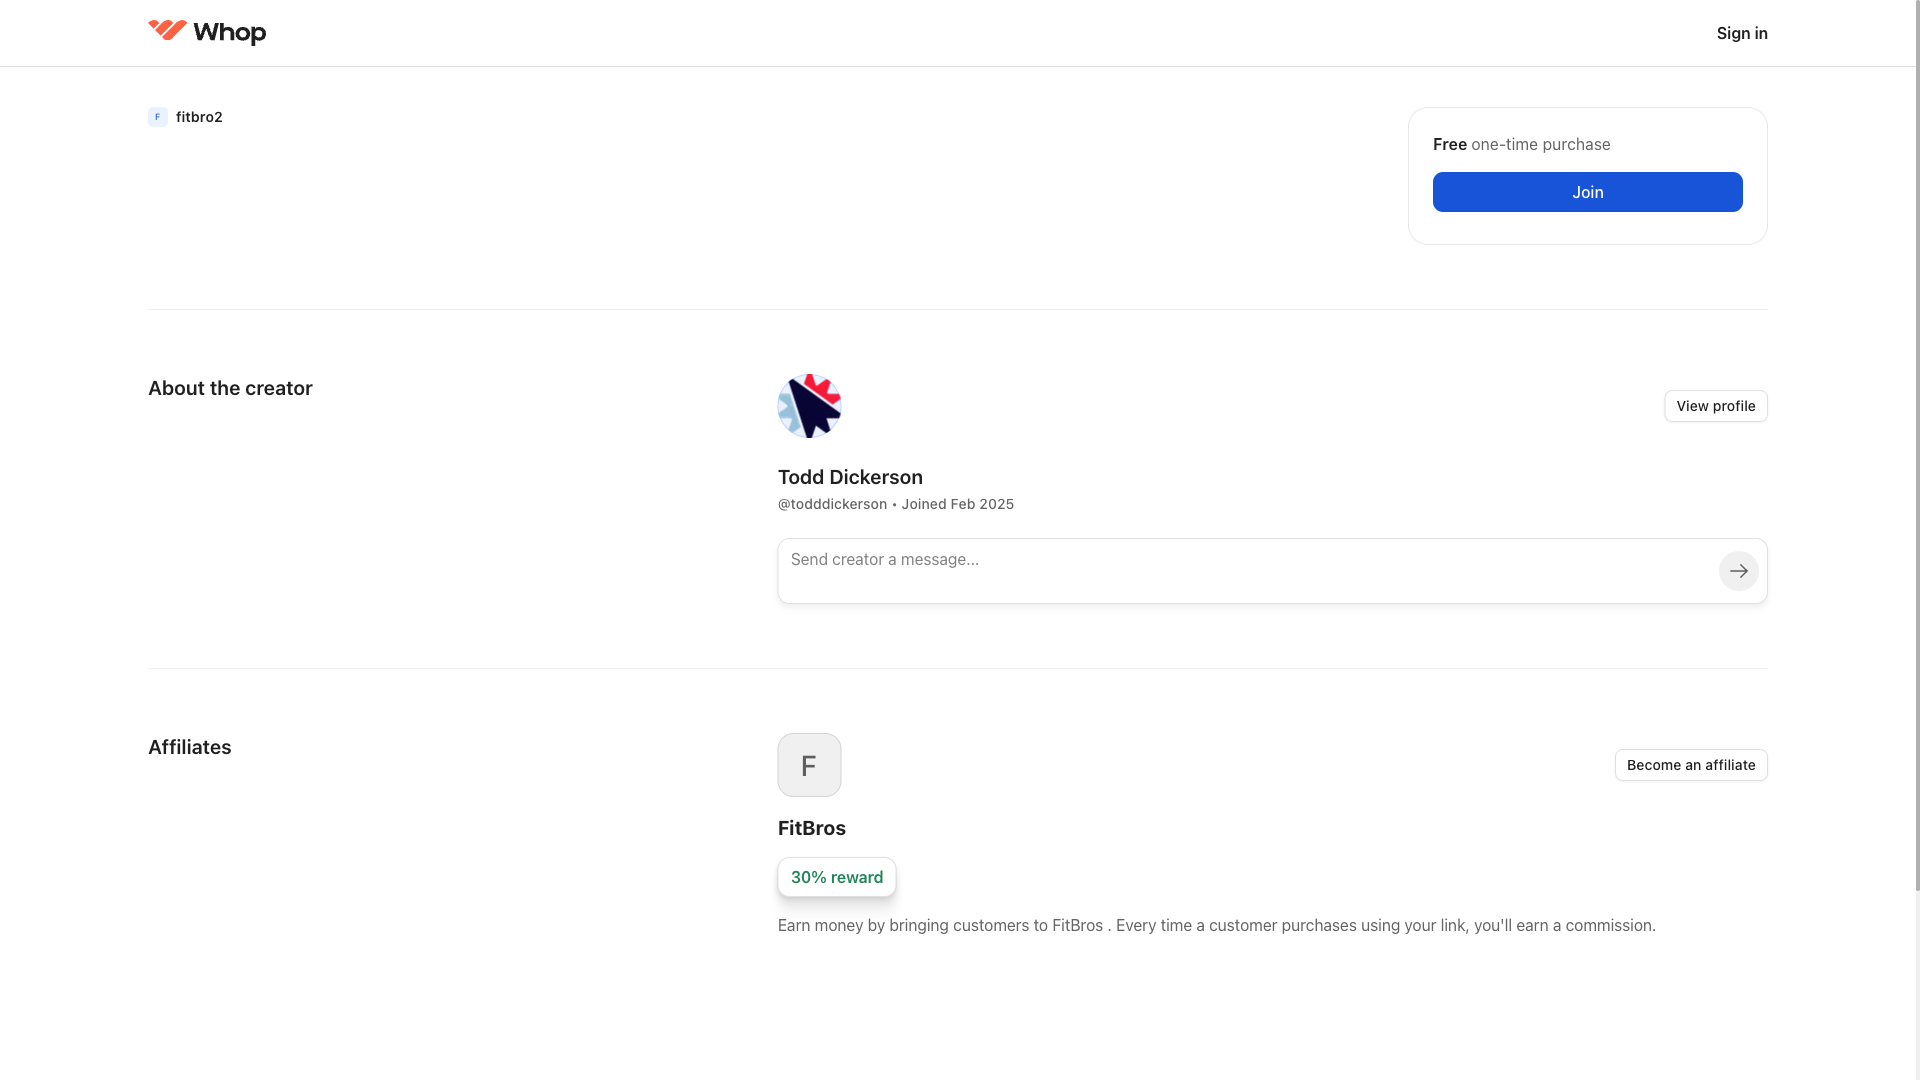 Whop
Sign in
F fitbro2
Free one-time purchase
Join
About the creator
View profile
Todd Dickerson
@todddickerson • Joined Feb 2025
Send creator a message...
Affiliates
F
Become an affiliate
FitBros
30% reward
Earn money by bringing customers to FitBros . Every time a customer purchases using your link, you'll earn a commission.